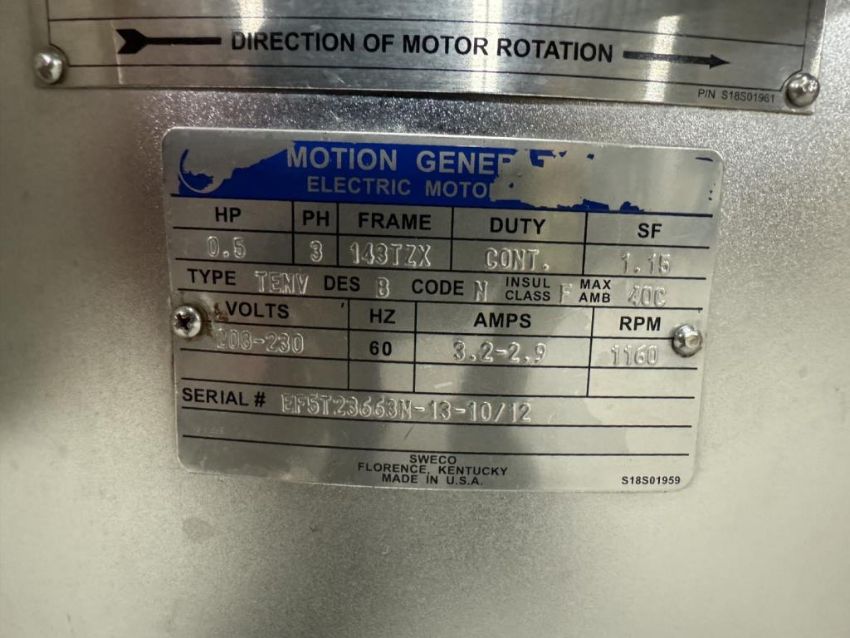 DIRECTION OF MOTOR ROTATION
P/N S18S01961
MOTION
ELECTRIC
HP PH FRAME DUTY SF
0.5 3 143TZX CONT. 1.15
TYPE TENV DES B CODE N INSUL CLASS F MAX AMB 40C
VOLTS HZ AMPS RPM
208-230 60 3.2-2.9 1160
SERIAL # EF5T23663N-13-10/12
SWECO
FLORENCE, KENTUCKY
MADE IN U.S.A.
S18S01959